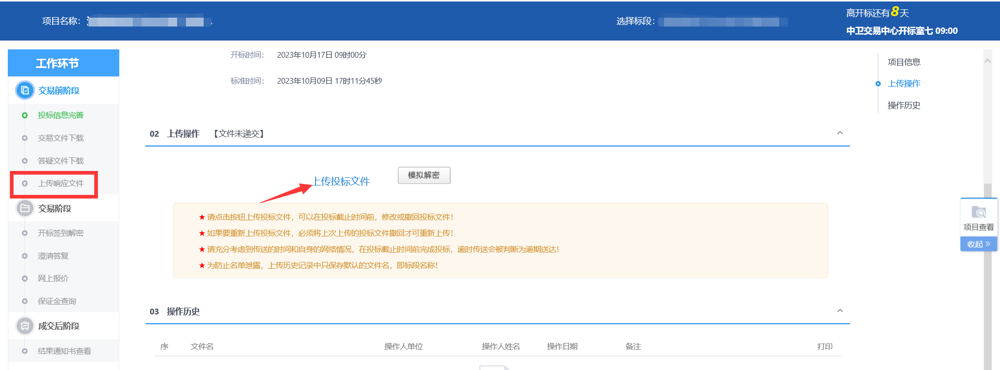 项目名称：
选择标段：
离开标还有8天
中卫交易中心开标室七 09:00
工作环节
交易前阶段
投标信息完善
交易文件下载
答疑文件下载
上传响应文件
交易阶段
开标签到解密
澄清答复
网上报价
保证金查询
成交后阶段
结果通知书查看
开标时间： 2023年10月17日 09时00分
标准时间： 2023年10月09日 17时11分45秒
02 上传操作 【文件未递交】
上传投标文件 模拟解密
★ 请点击按钮上传投标文件，可以在投标截止时间前，修改或撤回投标文件！
★ 如果要重新上传投标文件，必须将上次上传的投标文件撤回才可重新上传！
★ 请充分考虑到传送的时间和自身的网络情况，在投标截止时间前完成投标，逾时传送会被判断为逾期送达！
★ 为防止名单泄露，上传历史记录中只保存默认的文件名，即标段名称！
03 操作历史
序 文件名 操作人单位 操作人姓名 操作日期 备注 打印
项目信息
上传操作
操作历史
项目查看
收起 »